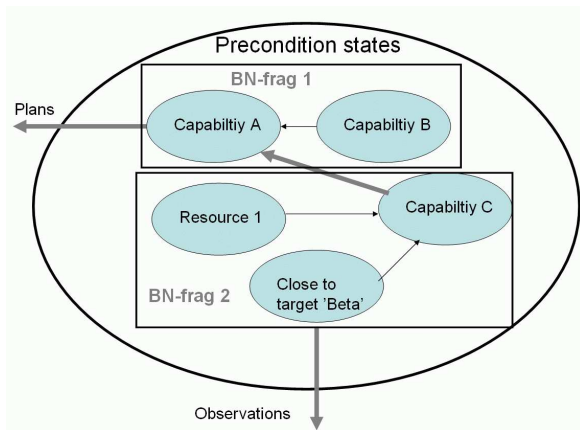 Precondition states
BN-frag 1
Plans
Capabiltiy A
Capabiltiy B
Resource 1
Capabiltiy C
BN-frag 2
Close to
target 'Beta'
Observations